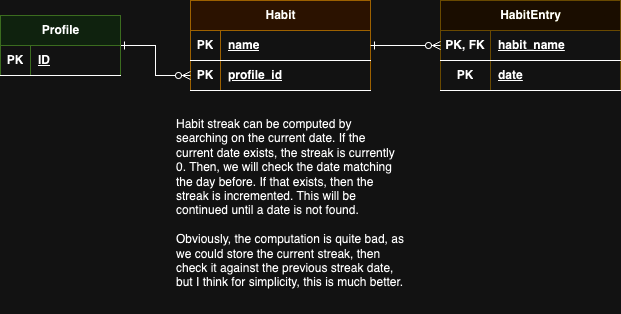 Profile
PK ID
Habit
PK name
PK profile_id
HabitEntry
PK, FK habit_name
PK date
Habit streak can be computed by
searching on the current date. If the
current date exists, the streak is currently
0. Then, we will check the date matching
the day before. If that exists, then the
streak is incremented. This will be
continued until a date is not found.
Obviously, the computation is quite bad, as
we could store the current streak, then
check it against the previous streak date,
but I think for simplicity, this is much better.